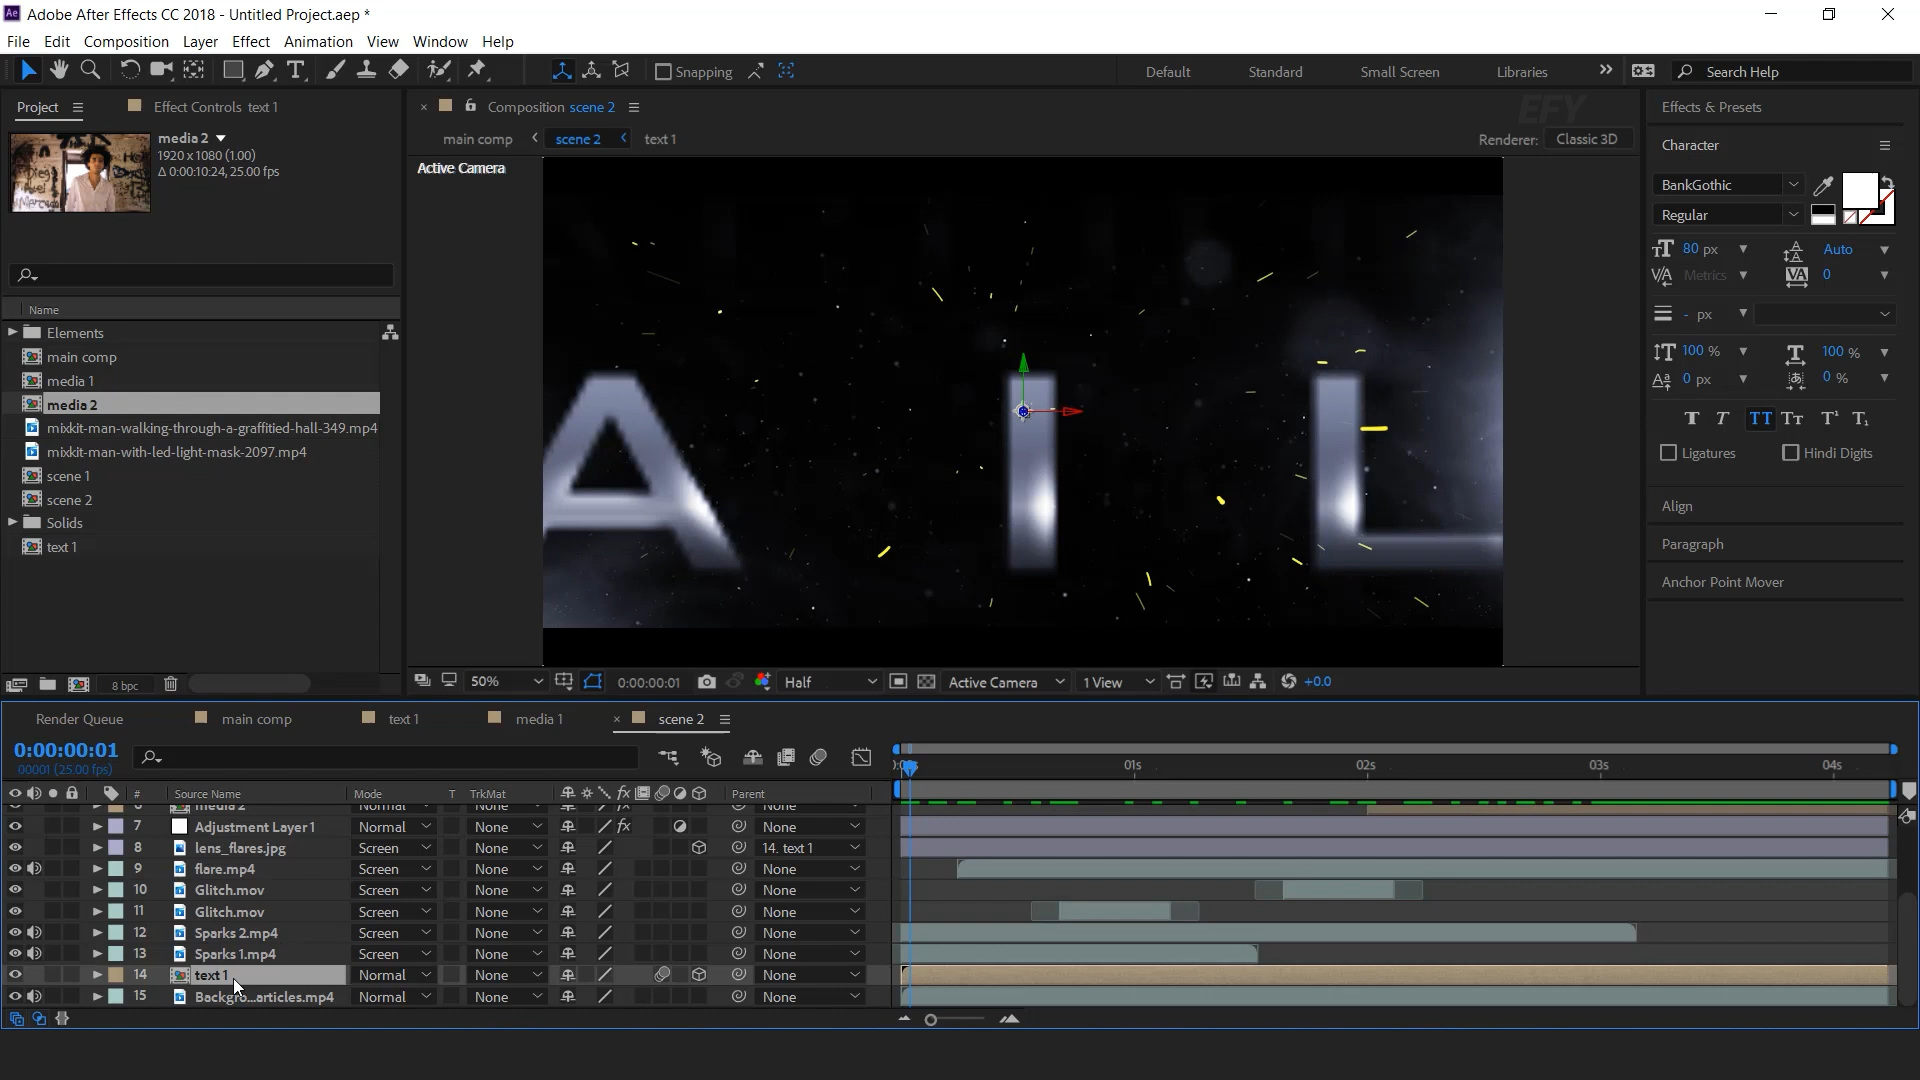 Adobe After Effects CC 2018 - Untitled Project.aep *
File Edit Composition Layer Effect Animation View Window Help
Snapping
Default Standard Small Screen Libraries Search Help
Project Effect Controls text 1
Composition scene 2
EFY
Effects & Presets
media 2
1920 x 1080 (1.00)
Δ 0:00:10:24, 25.00 fps
main comp scene 2 text 1
Renderer: Classic 3D
Active Camera
Character
BankGothic
Regular
80 px Auto
Metrics 0
- px
100 % 100 %
0 px 0 %
T T TT Tт T¹ T₁
Ligatures Hindi Digits
Align
Paragraph
Anchor Point Mover
A I L
Name
Elements
main comp
media 1
media 2
mixkit-man-walking-through-a-graffitied-hall-349.mp4
mixkit-man-with-led-light-mask-2097.mp4
scene 1
scene 2
Solids
text 1
8 bpc
50% 0:00:00:01 Half Active Camera 1 View +0.0
Render Queue main comp text 1 media 1 scene 2
0:00:00:01
00001 (25.00 fps)
01s 02s 03s 04s
# Source Name Mode T TrkMat fx Parent
media 2 Normal None None
7 Adjustment Layer 1 Normal None fx None
8 lens_flares.jpg Screen None 14. text 1
9 flare.mp4 Screen None None
10 Glitch.mov Screen None None
11 Glitch.mov Screen None None
12 Sparks 2.mp4 Screen None None
13 Sparks 1.mp4 Screen None None
14 text 1 Normal None None
15 Backgro...articles.mp4 Normal None None